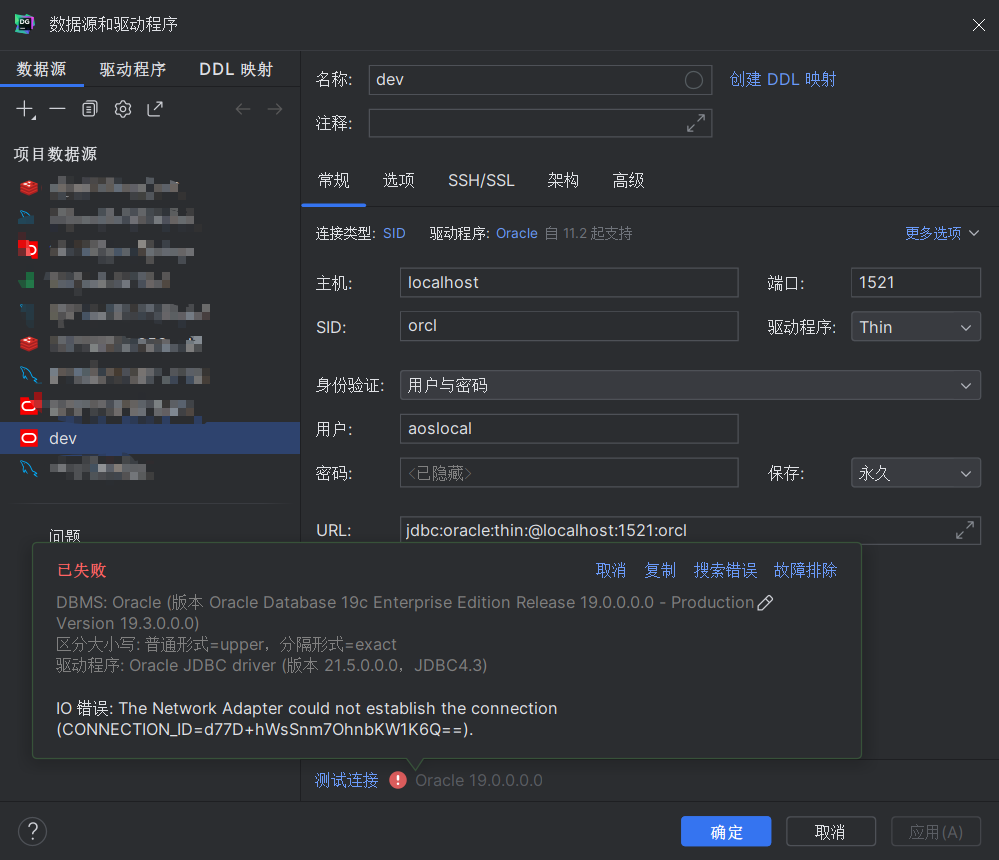 数据源和驱动程序
数据源 驱动程序 DDL 映射
项目数据源
dev
问题
名称: dev 创建 DDL 映射
注释:
常规 选项 SSH/SSL 架构 高级
连接类型: SID 驱动程序: Oracle 自 11.2 起支持 更多选项
主机: localhost 端口: 1521
SID: orcl 驱动程序: Thin
身份验证: 用户与密码
用户: aoslocal
密码: <已隐藏> 保存: 永久
URL: jdbc:oracle:thin:@localhost:1521:orcl
已失败 取消 复制 搜索错误 故障排除
DBMS: Oracle (版本 Oracle Database 19c Enterprise Edition Release 19.0.0.0.0 - Production
Version 19.3.0.0.0)
区分大小写: 普通形式=upper，分隔形式=exact
驱动程序: Oracle JDBC driver (版本 21.5.0.0.0，JDBC4.3)
IO 错误: The Network Adapter could not establish the connection
(CONNECTION_ID=d77D+hWsSnm7OhnbKW1K6Q==).
测试连接 Oracle 19.0.0.0.0
? 确定 取消 应用(A)